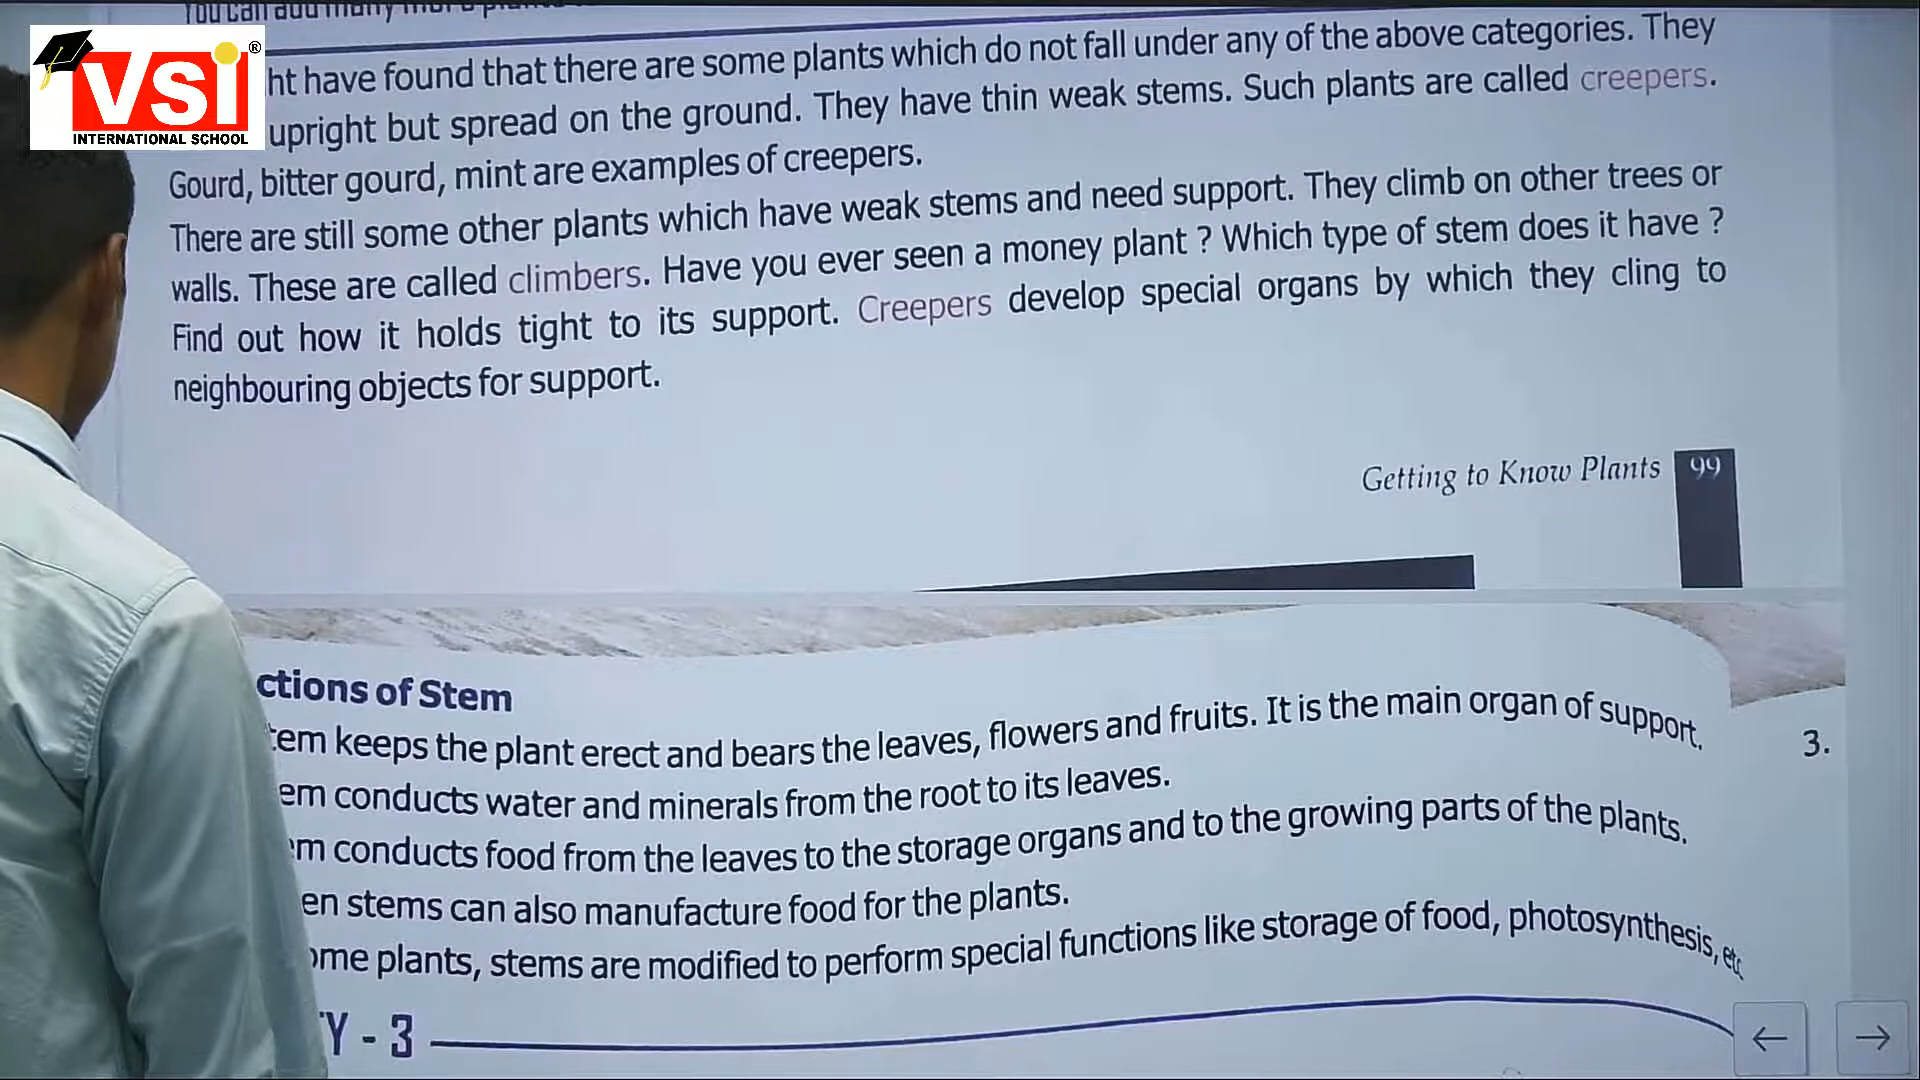 You can add many more
VSI
®
INTERNATIONAL SCHOOL
ht have found that there are some plants which do not fall under any of the above categories. They
upright but spread on the ground. They have thin weak stems. Such plants are called creepers.
Gourd, bitter gourd, mint are examples of creepers.
There are still some other plants which have weak stems and need support. They climb on other trees or
walls. These are called climbers. Have you ever seen a money plant ? Which type of stem does it have ?
Find out how it holds tight to its support. Creepers develop special organs by which they cling to
neighbouring objects for support.
Getting to Know Plants 99
ctions of Stem
tem keeps the plant erect and bears the leaves, flowers and fruits. It is the main organ of support.
3.
em conducts water and minerals from the root to its leaves.
em conducts food from the leaves to the storage organs and to the growing parts of the plants.
en stems can also manufacture food for the plants.
ome plants, stems are modified to perform special functions like storage of food, photosynthesis, etc
Y - 3